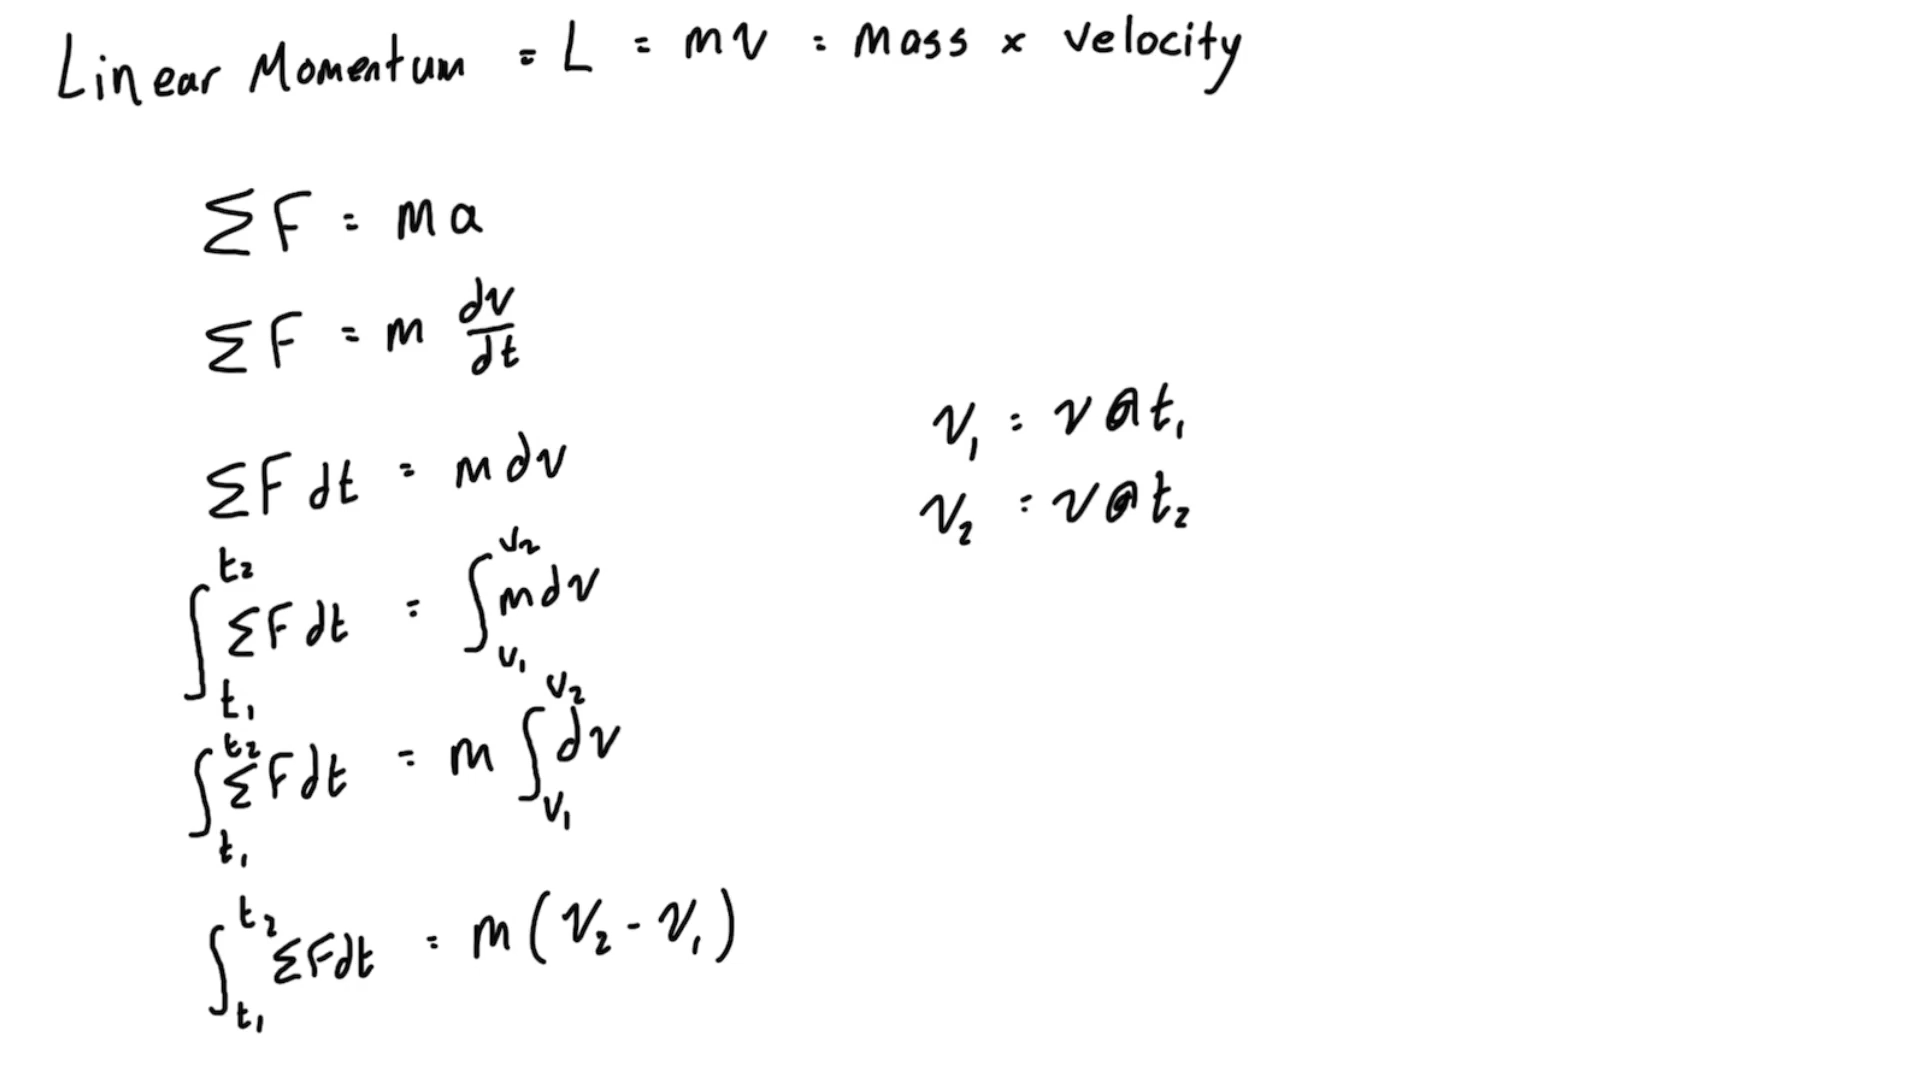 Linear Momentum = L = mv = mass x velocity
ΣF = ma
ΣF = m dv/dt
v₁ = v @ t₁
v₂ = v @ t₂
ΣF dt = m dv
∫_{t₁}^{t₂} ΣF dt = ∫_{v₁}^{v₂} m dv
∫_{t₁}^{t₂} ΣF dt = m ∫_{v₁}^{v₂} dv
∫_{t₁}^{t₂} ΣF dt = m(v₂ - v₁)